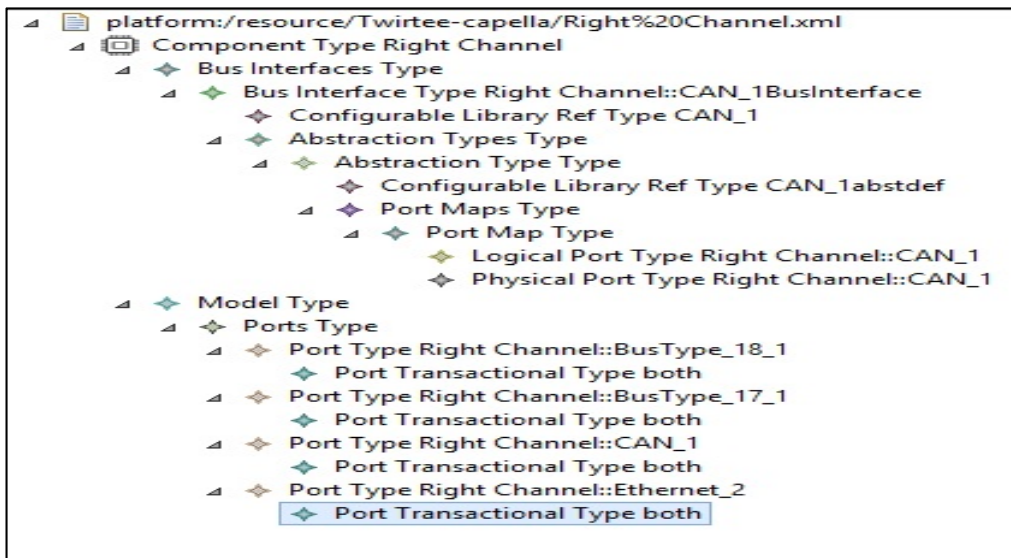 platform:/resource/Twirtee-capella/Right%20Channel.xml
Component Type Right Channel
Bus Interfaces Type
Bus Interface Type Right Channel::CAN_1BusInterface
Configurable Library Ref Type CAN_1
Abstraction Types Type
Abstraction Type Type
Configurable Library Ref Type CAN_1abstdef
Port Maps Type
Port Map Type
Logical Port Type Right Channel::CAN_1
Physical Port Type Right Channel::CAN_1
Model Type
Ports Type
Port Type Right Channel::BusType_18_1
Port Transactional Type both
Port Type Right Channel::BusType_17_1
Port Transactional Type both
Port Type Right Channel::CAN_1
Port Transactional Type both
Port Type Right Channel::Ethernet_2
Port Transactional Type both